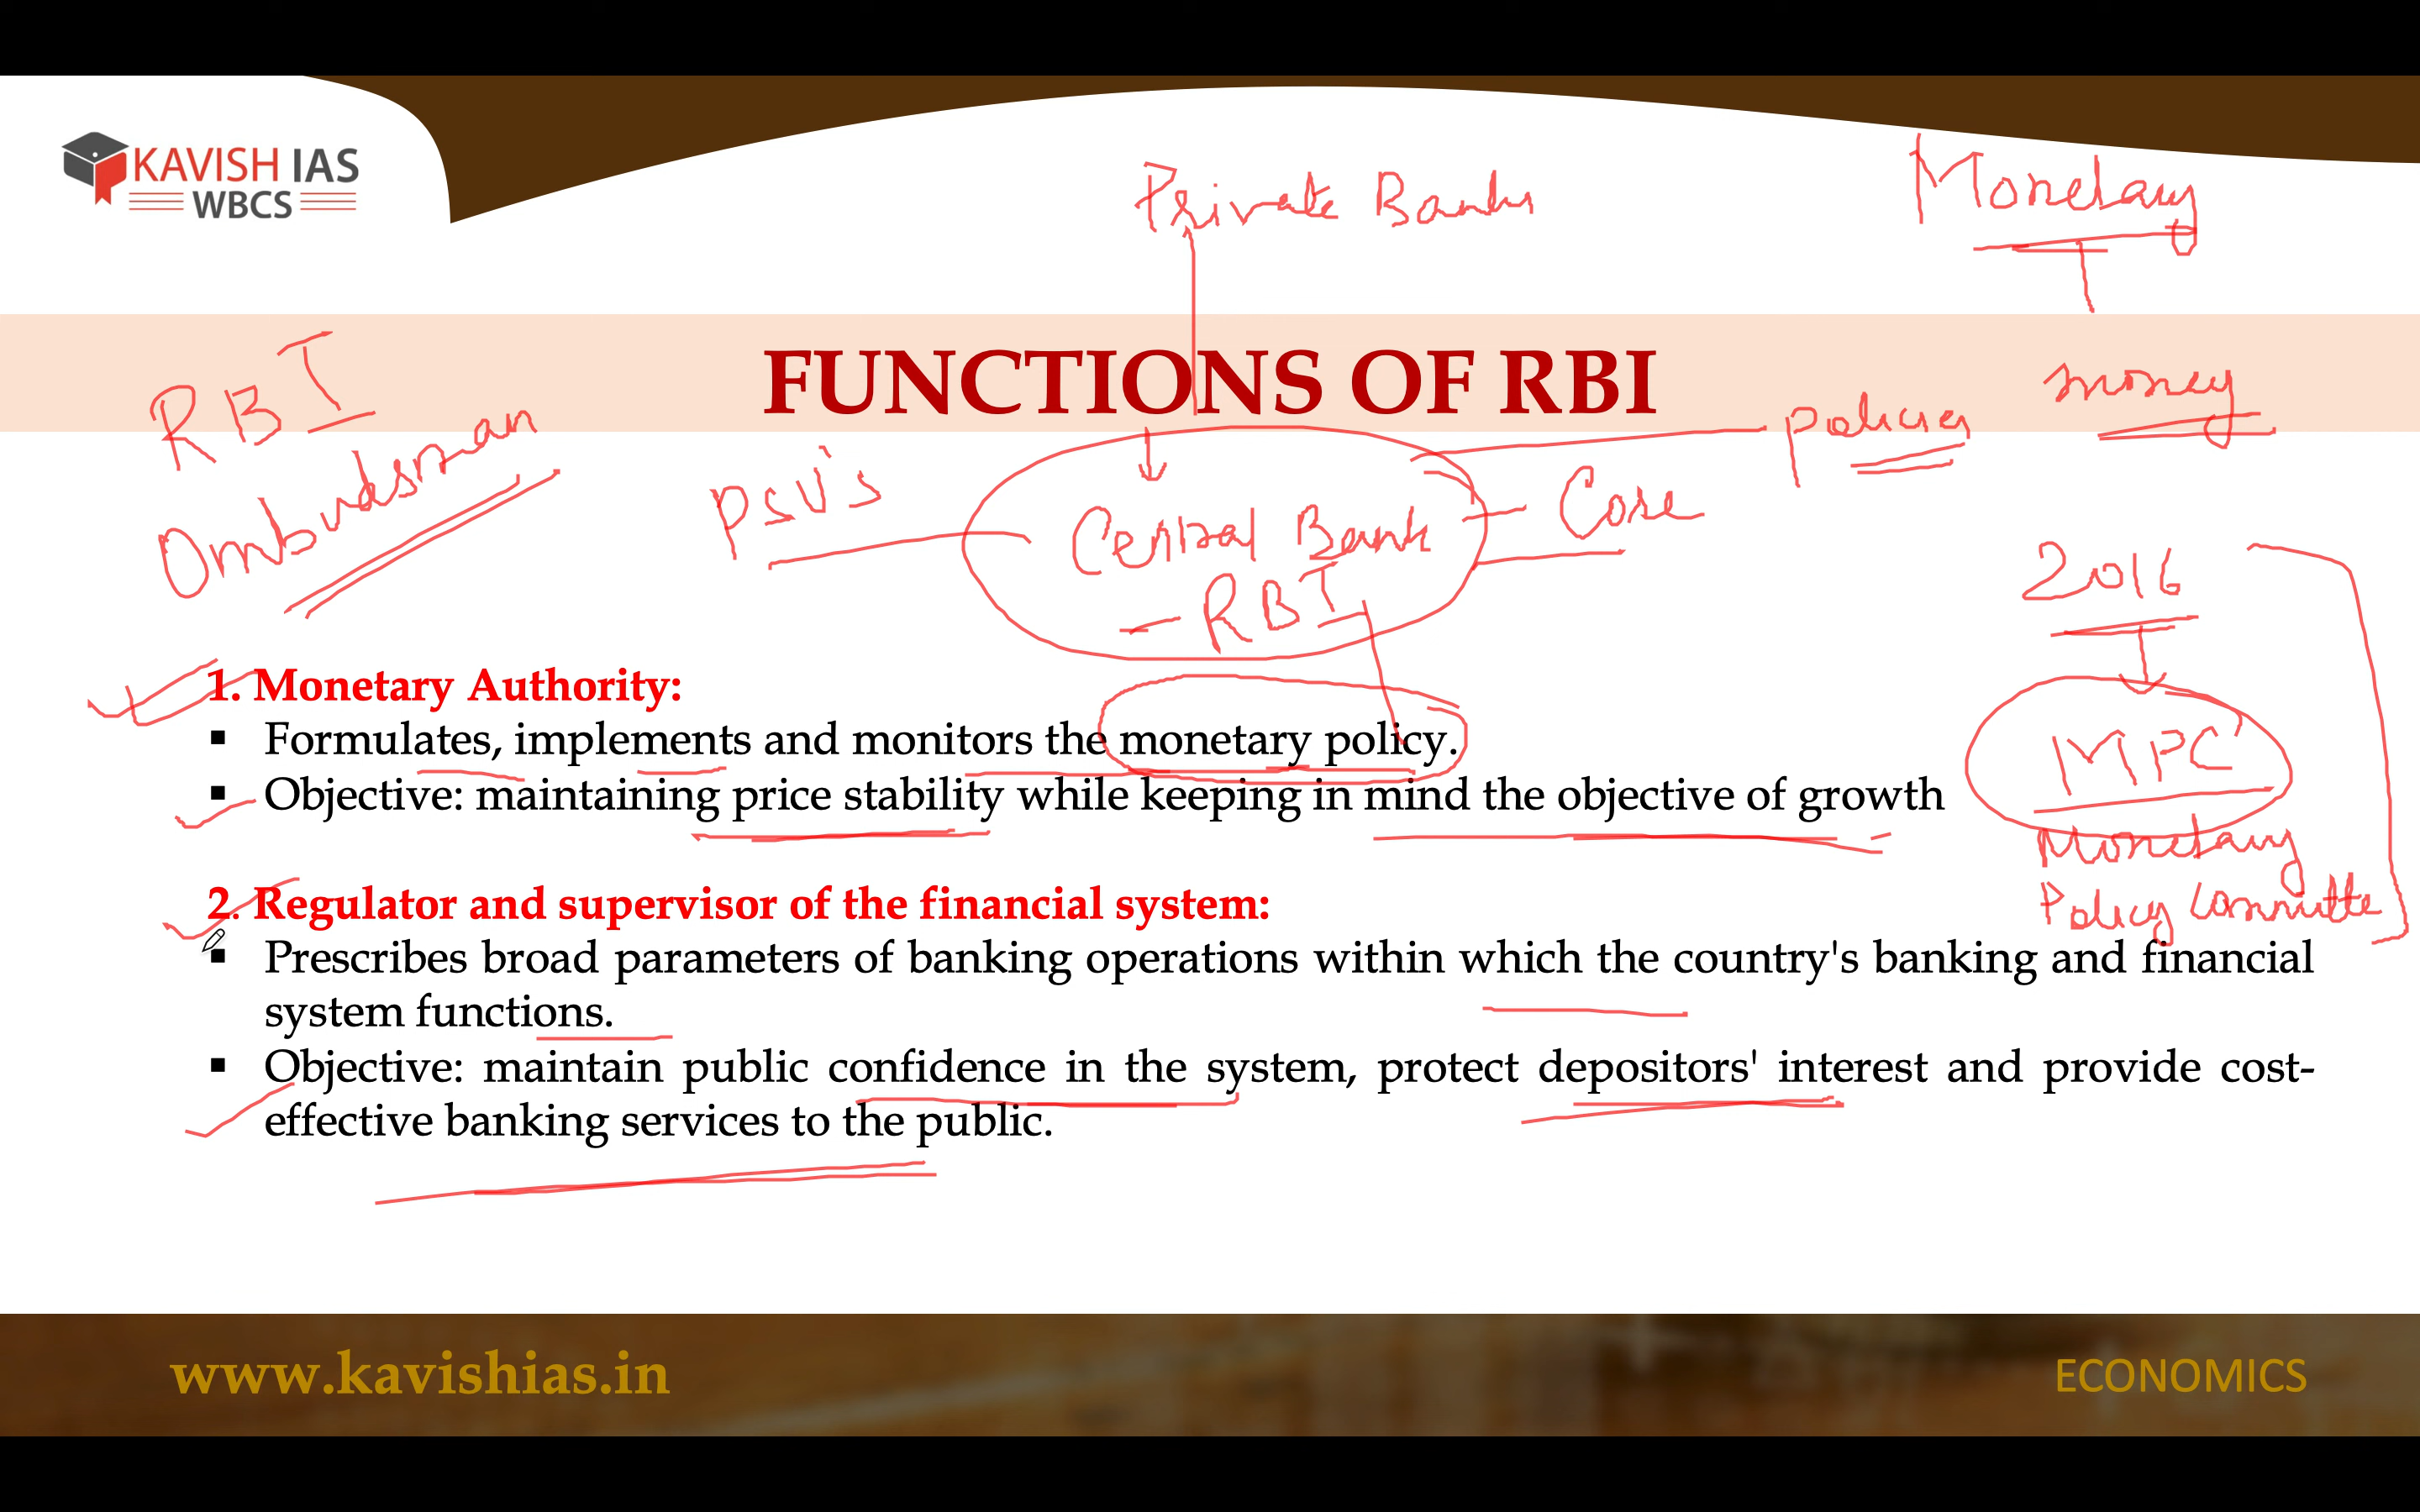 KAVISH IAS
WBCS
Private Banks
Monetary
FUNCTIONS OF RBI
money
RBI
Ombudsman
Policies
PSU's
Core
Central Bank
- RBI
2016
1. Monetary Authority:
▪ Formulates, implements and monitors the monetary policy.
MPC
▪ Objective: maintaining price stability while keeping in mind the objective of growth
Monetary
Policy Committe
2. Regulator and supervisor of the financial system:
▪ Prescribes broad parameters of banking operations within which the country's banking and financial
system functions.
▪ Objective: maintain public confidence in the system, protect depositors' interest and provide cost-
effective banking services to the public.
www.kavishias.in
ECONOMICS